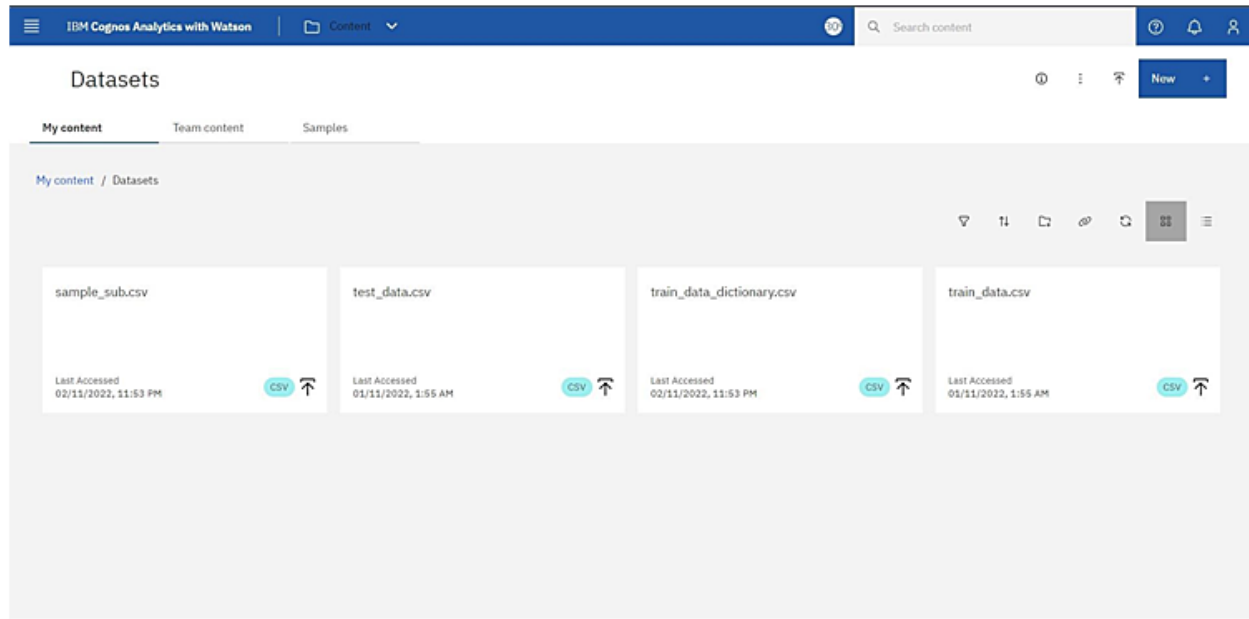 IBM Cognos Analytics with Watson
Content
30
Search content
Datasets
New +
My content Team content Samples
My content / Datasets
sample_sub.csv
Last Accessed
02/11/2022, 11:53 PM
CSV
test_data.csv
Last Accessed
01/11/2022, 1:55 AM
CSV
train_data_dictionary.csv
Last Accessed
02/11/2022, 11:53 PM
CSV
train_data.csv
Last Accessed
01/11/2022, 1:55 AM
CSV